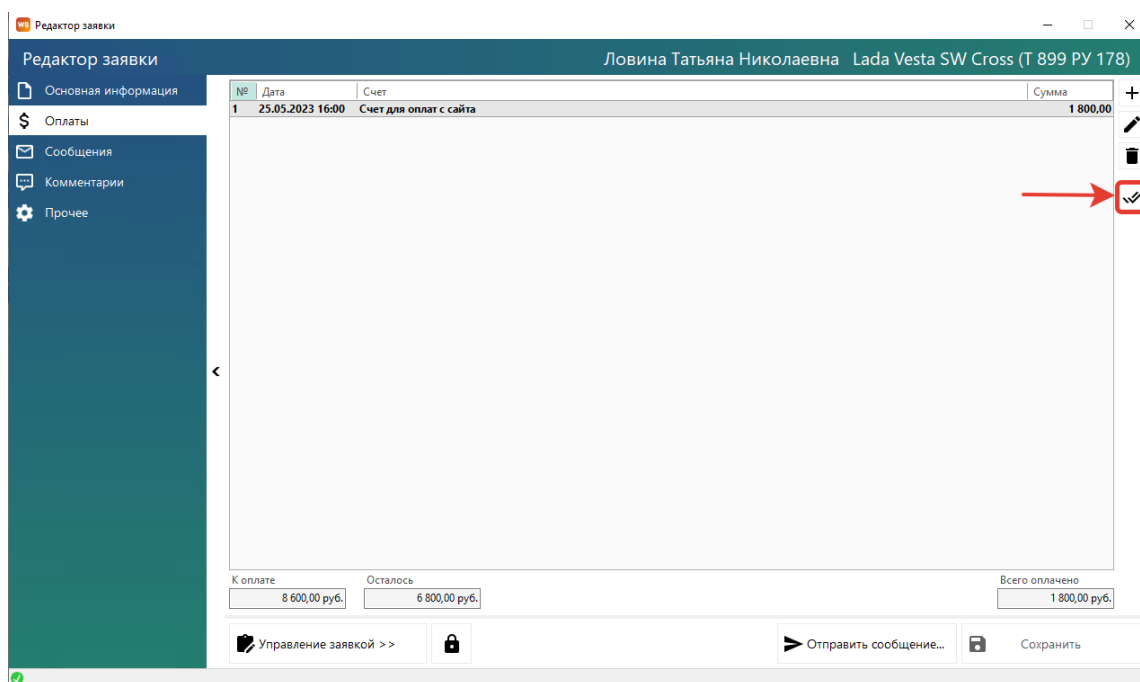 WS Редактор заявки
Редактор заявки Ловина Татьяна Николаевна Lada Vesta SW Cross (Т 899 РУ 178)
Основная информация
Оплаты
Сообщения
Комментарии
Прочее
№ Дата Счет Сумма
1 25.05.2023 16:00 Счет для оплат с сайта 1 800,00
К оплате Осталось Всего оплачено
8 600,00 руб. 6 800,00 руб. 1 800,00 руб.
Управление заявкой >> Отправить сообщение... Сохранить